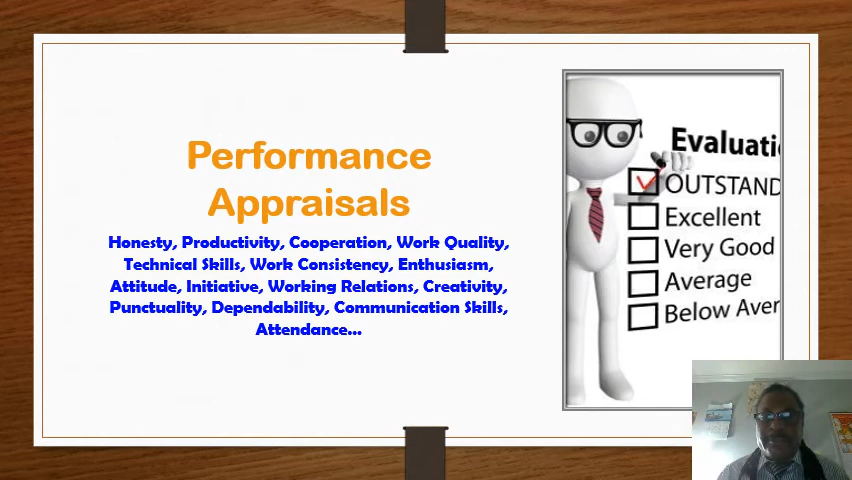 Performance
Appraisals
Honesty, Productivity, Cooperation, Work Quality,
Technical Skills, Work Consistency, Enthusiasm,
Attitude, Initiative, Working Relations, Creativity,
Punctuality, Dependability, Communication Skills,
Attendance...
Evaluati
OUTSTAND
Excellent
Very Good
Average
Below Aver